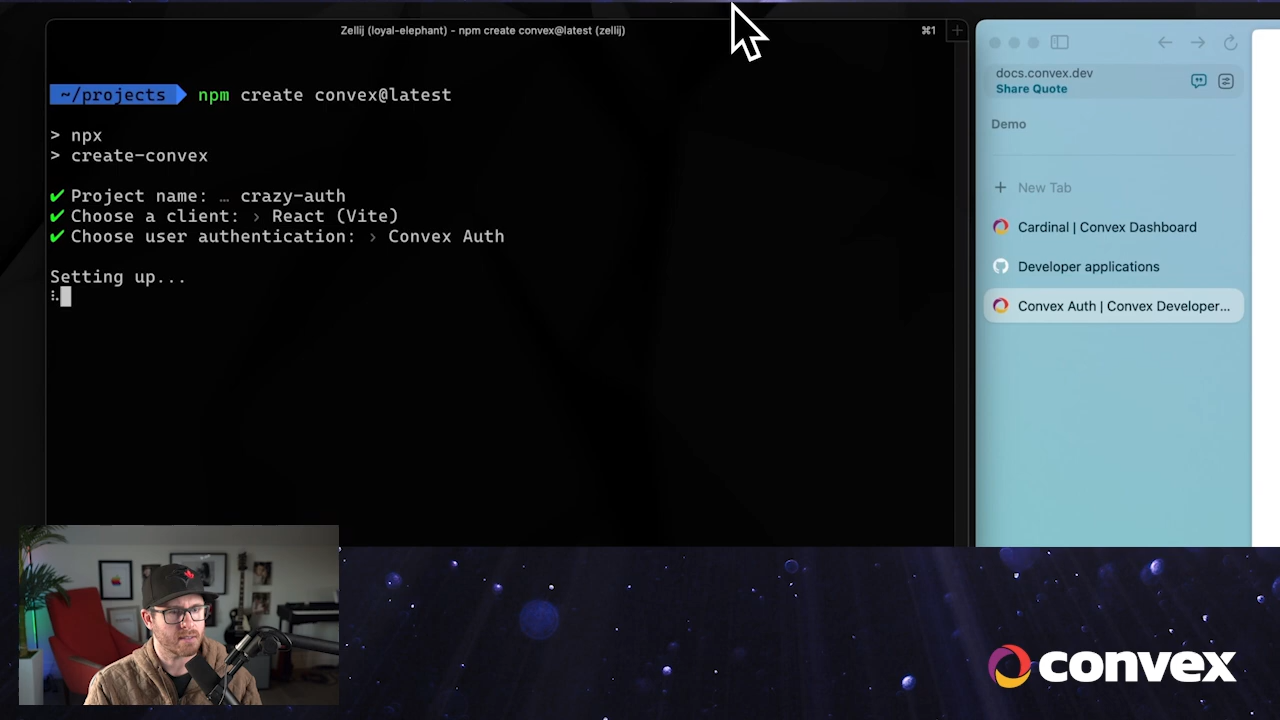 Zellij (loyal-elephant) - npm create convex@latest (zellij)
⌘1
~/projects npm create convex@latest
> npx
> create-convex
✔ Project name: … crazy-auth
✔ Choose a client: › React (Vite)
✔ Choose user authentication: › Convex Auth
Setting up...
docs.convex.dev
Share Quote
Demo
+ New Tab
Cardinal | Convex Dashboard
Developer applications
Convex Auth | Convex Developer...
convex